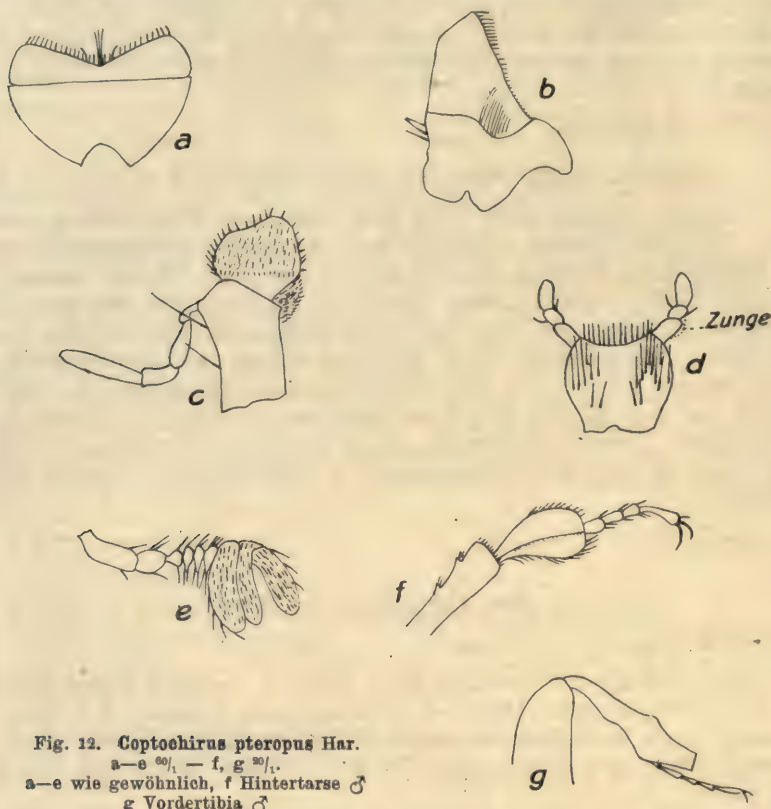 a
b
c
Zunge
d
e
f
g
Fig. 12. Coptochirus pteropus Har.
a—e ⁶⁰/₁ — f, g ²⁰/₁.
a—e wie gewöhnlich, f Hintertarse ♂
g Vordertibia ♂